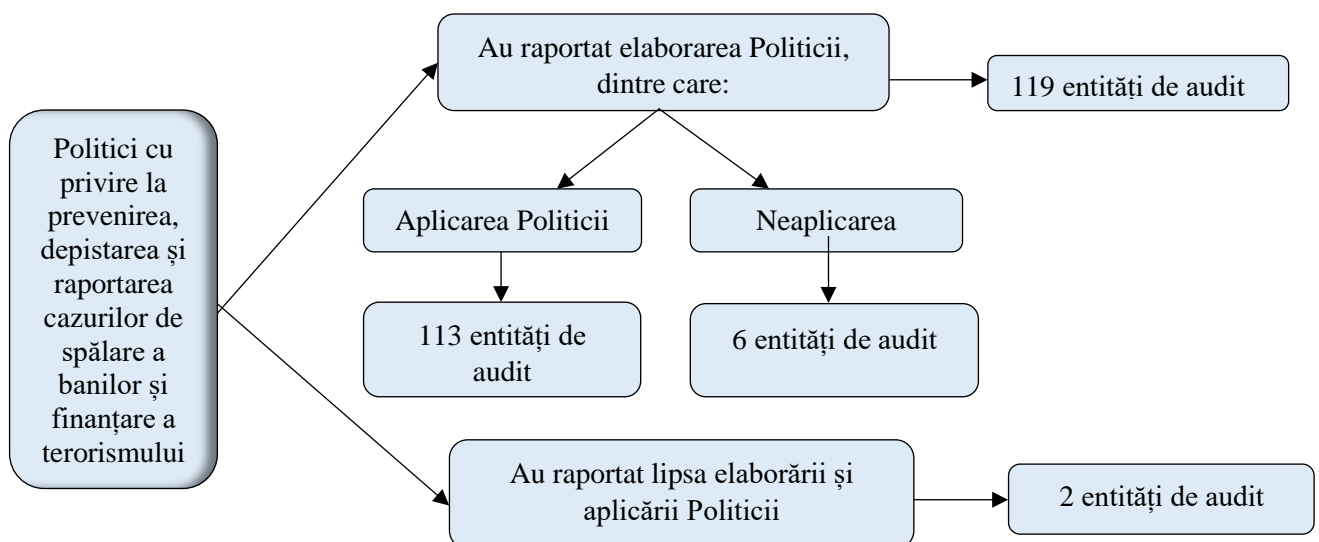 Politici cu
privire la
prevenirea,
depistarea și
raportarea
cazurilor de
spălare a
banilor și
finanțare a
terorismului
Au raportat elaborarea Politicii,
dintre care:
119 entități de audit
Aplicarea Politicii
Neaplicarea
113 entități de
audit
6 entități de audit
Au raportat lipsa elaborării și
aplicării Politicii
2 entități de audit